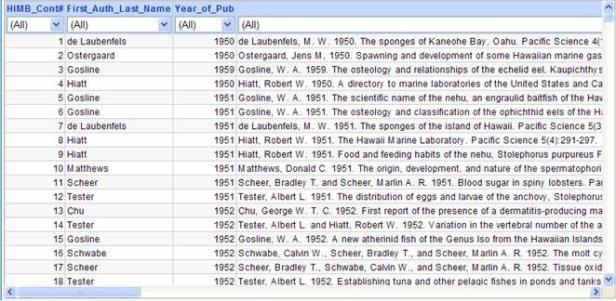 HIMB_Cont# First_Auth_Last_Name Year_of_Pub
(All) (All) (All) (All)
1 de Laubenfels 1950 de Laubenfels, M. W. 1950. The sponges of Kaneohe Bay, Oahu. Pacific Science 4(
2 Ostergaard 1950 Ostergaard, Jens M, 1950. Spawning and development of some Hawaiian marine gas
3 Gosline 1959 Gosline, W. A. 1959. The osteology and relationships of the echelid eel, Kaupichthys
4 Hiatt 1950 Hiatt, Robert W. 1950. A directory to marine laboratories of the United States and Ca
5 Gosline 1951 Gosline, W. A. 1951. The scientific name of the nehu, an engraulid baitfish of the Haw
6 Gosline 1951 Gosline, W. A. 1951. The osteology and classification of the ophichthid eels of the Ha
7 de Laubenfels 1951 de Laubenfels, M. W. 1951. The sponges of the island of Hawaii. Pacific Science 5(3
8 Hiatt 1951 Hiatt, Robert W. 1951. The Hawaii Marine Laboratory. Pacific Science 5(4):291-297.
9 Hiatt 1951 Hiatt, Robert W. 1951. Food and feeding habits of the nehu, Stolephorus purpureus F
10 Matthews 1951 Matthews, Donald C. 1951. The origin, development, and nature of the spermatophori
11 Scheer 1951 Scheer, Bradley T. and Scheer, Marlin A. R. 1951. Blood sugar in spiny lobsters. Pa
12 Tester 1951 Tester, Albert L. 1951. The distribution of eggs and larvae of the anchovy, Stolephorus
13 Chu 1952 Chu, George W. T. C. 1952. First report of the presence of a dermatitis-producing ma
14 Tester 1952 Tester, Albert L. and Hiatt, Robert W. 1952. Variation in the vertebral number of the a
15 Gosline 1952 Gosline, W. A. 1952. A new atherinid fish of the Genus Iso from the Hawaiian Islands
16 Schwabe 1952 Schwabe, Calvin W., Scheer, Bradley T., and Scheer, Marlin A. R. 1952. The molt cy
17 Scheer 1952 Scheer, Bradley T., Schwabe, Calvin W., and Scheer, Marlin A. R. 1952. Tissue oxid
18 Tester 1952 Tester, Albert L. 1952. Establishing tuna and other pelagic fishes in ponds and tanks